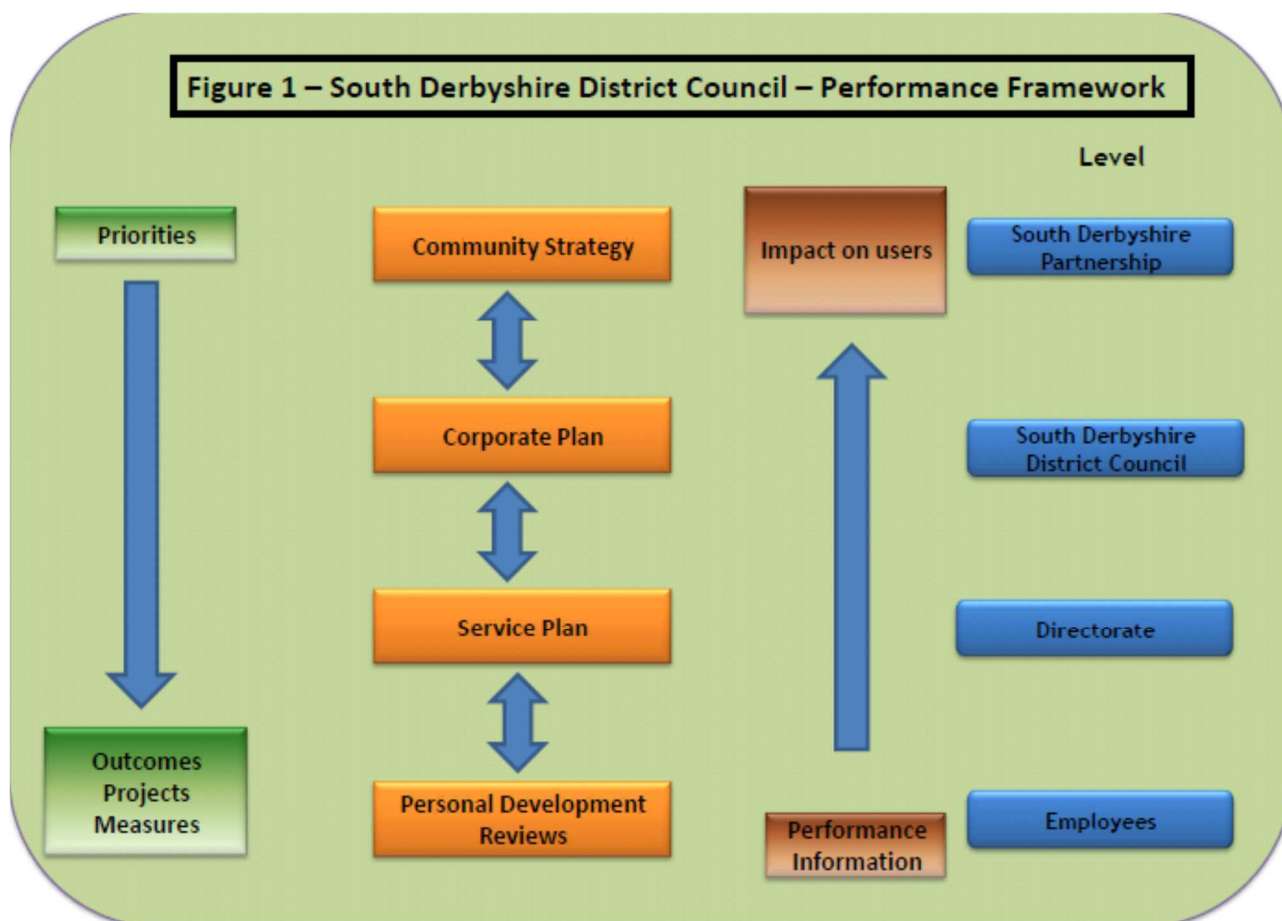 Figure 1 – South Derbyshire District Council – Performance Framework
Level
Priorities
Community Strategy
Impact on users
South Derbyshire
Partnership
Corporate Plan
South Derbyshire
District Council
Service Plan
Directorate
Outcomes
Projects
Measures
Personal Development
Reviews
Performance
Information
Employees